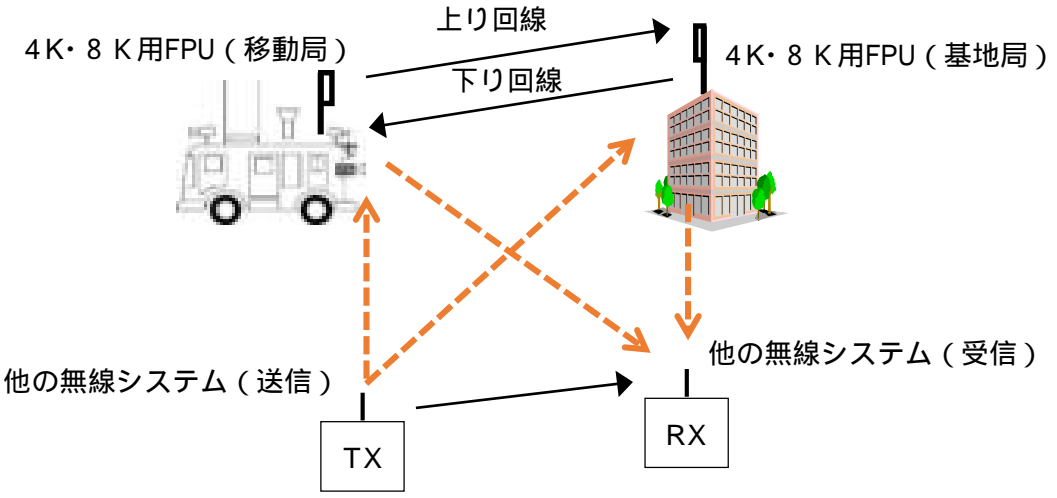 上り回線
4K・8K用FPU(移動局)
4K・8K用FPU(基地局)
下り回線
他の無線システム(受信)
他の無線システム(送信)
TX
RX